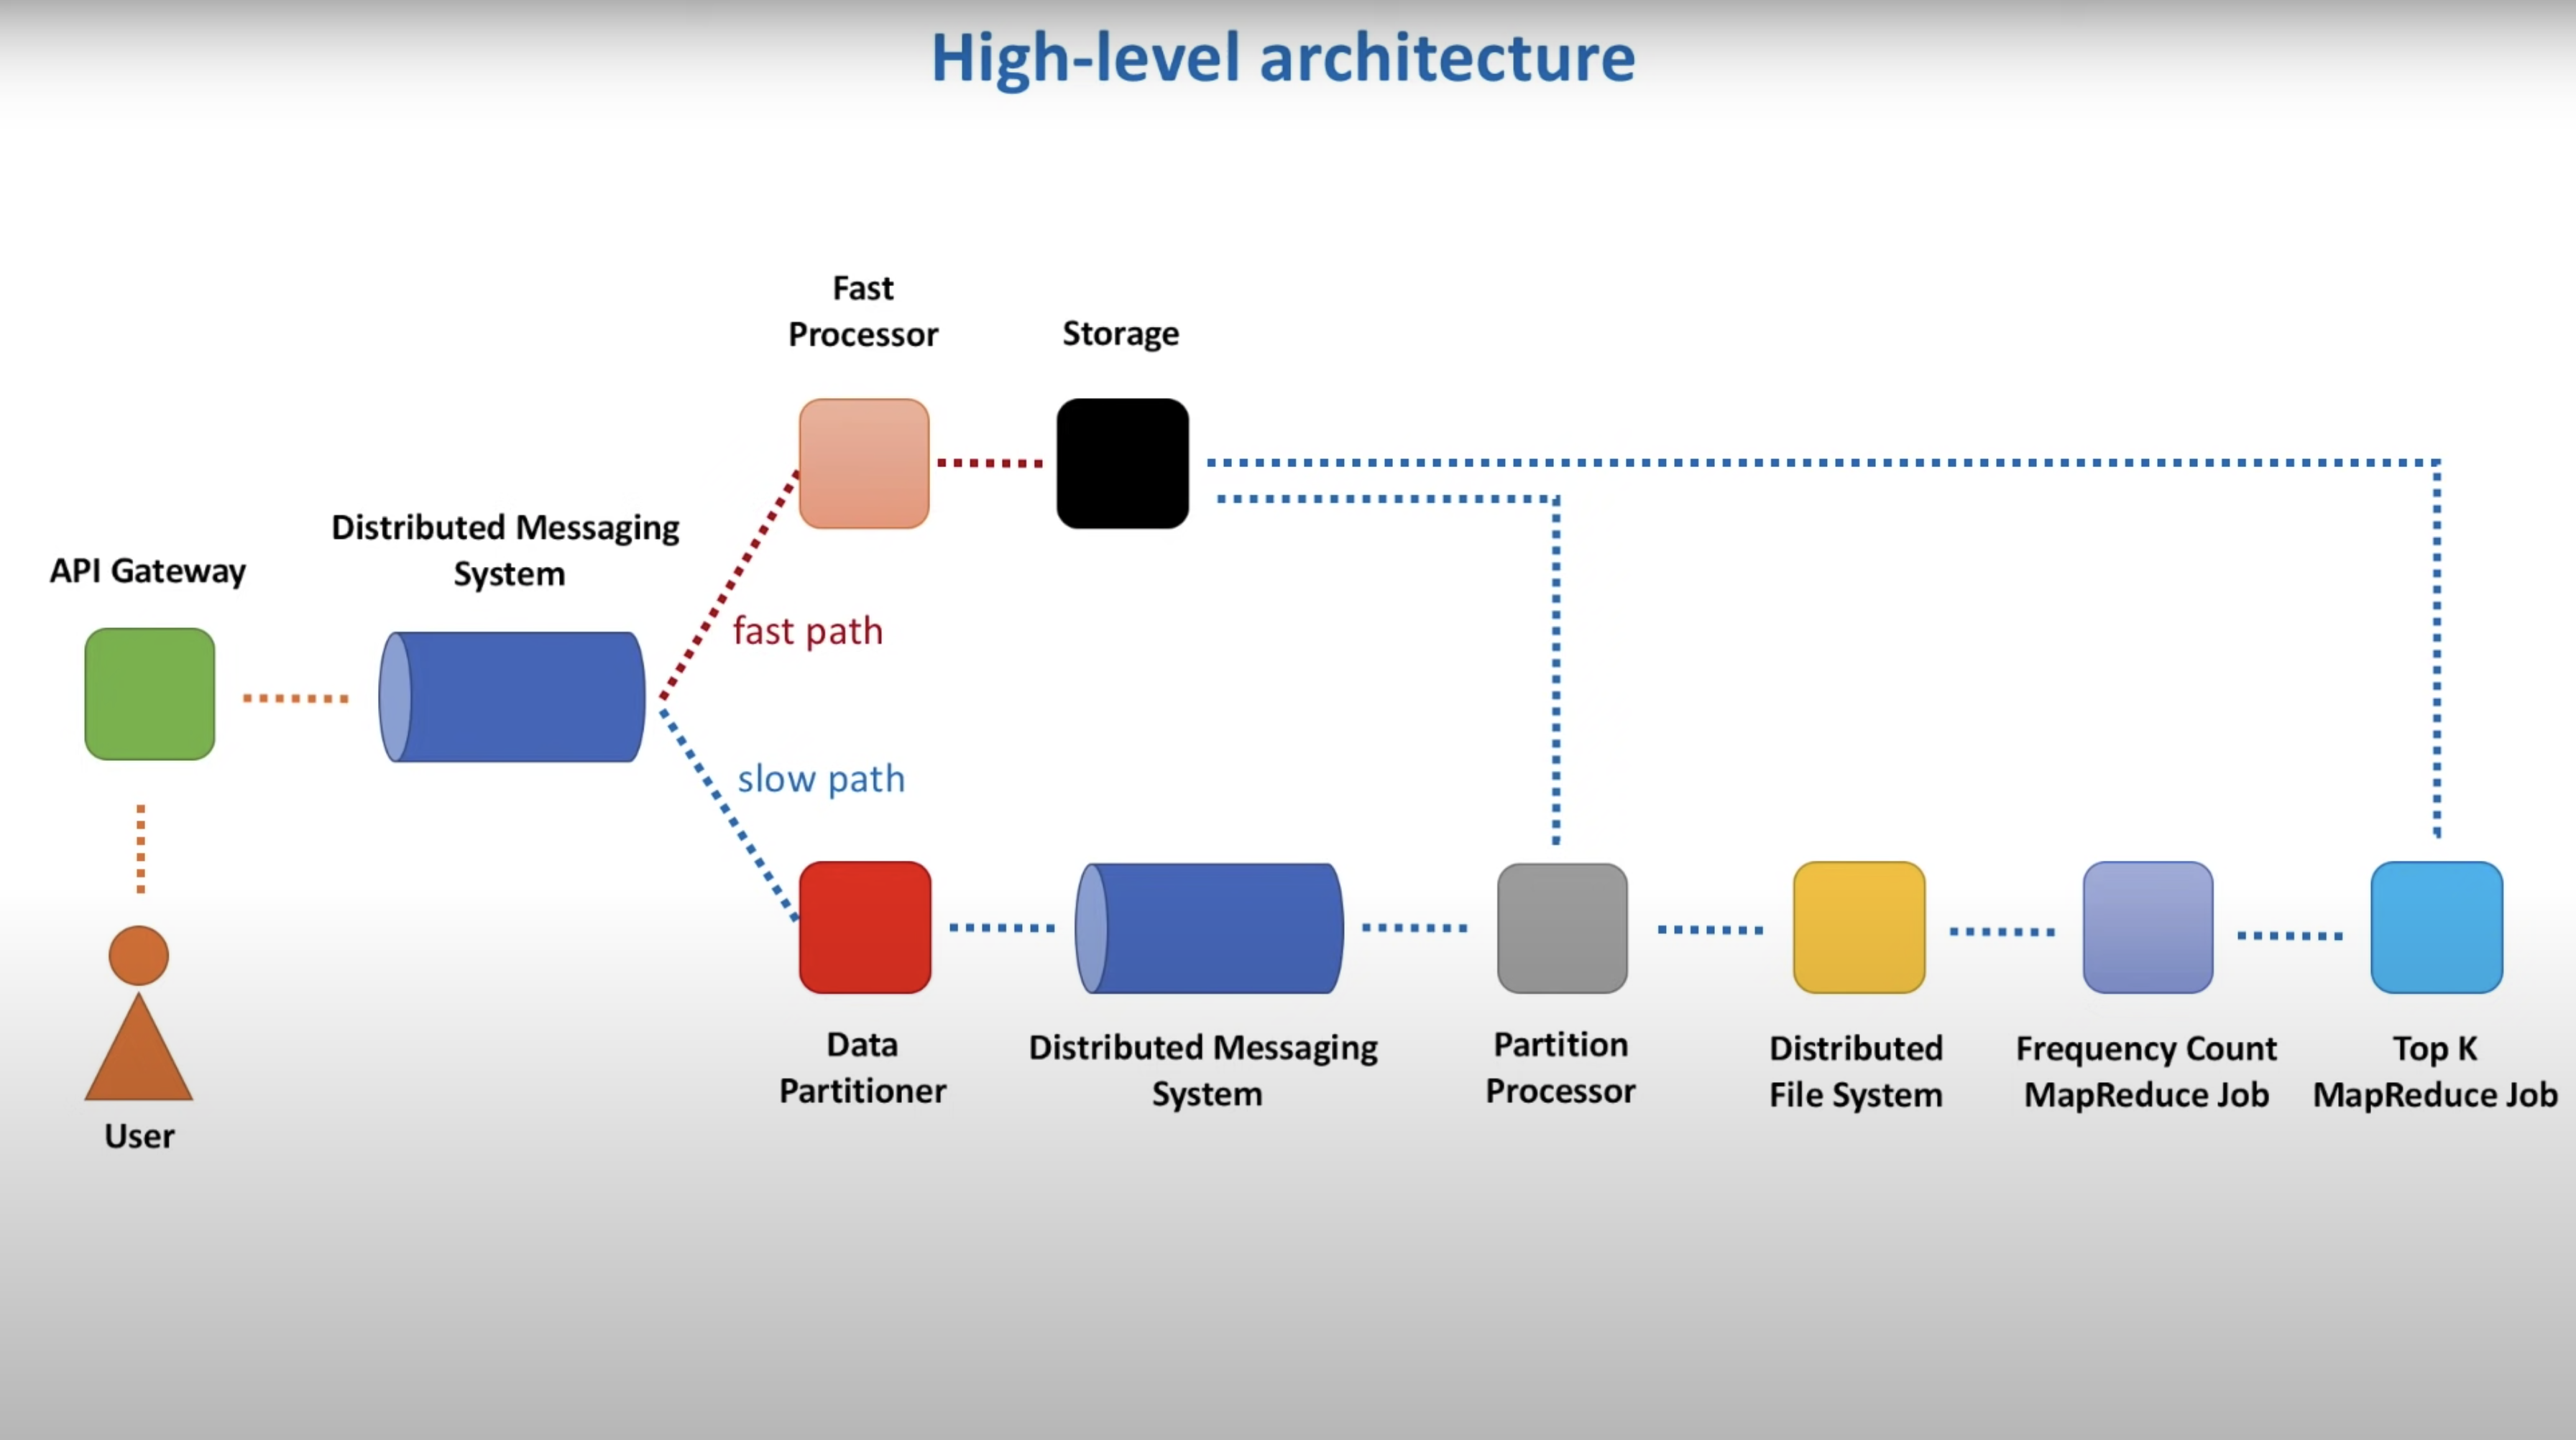 High-level architecture
Fast
Processor
Storage
Distributed Messaging
System
API Gateway
fast path
slow path
User
Data
Partitioner
Distributed Messaging
System
Partition
Processor
Distributed
File System
Frequency Count
MapReduce Job
Top K
MapReduce Job